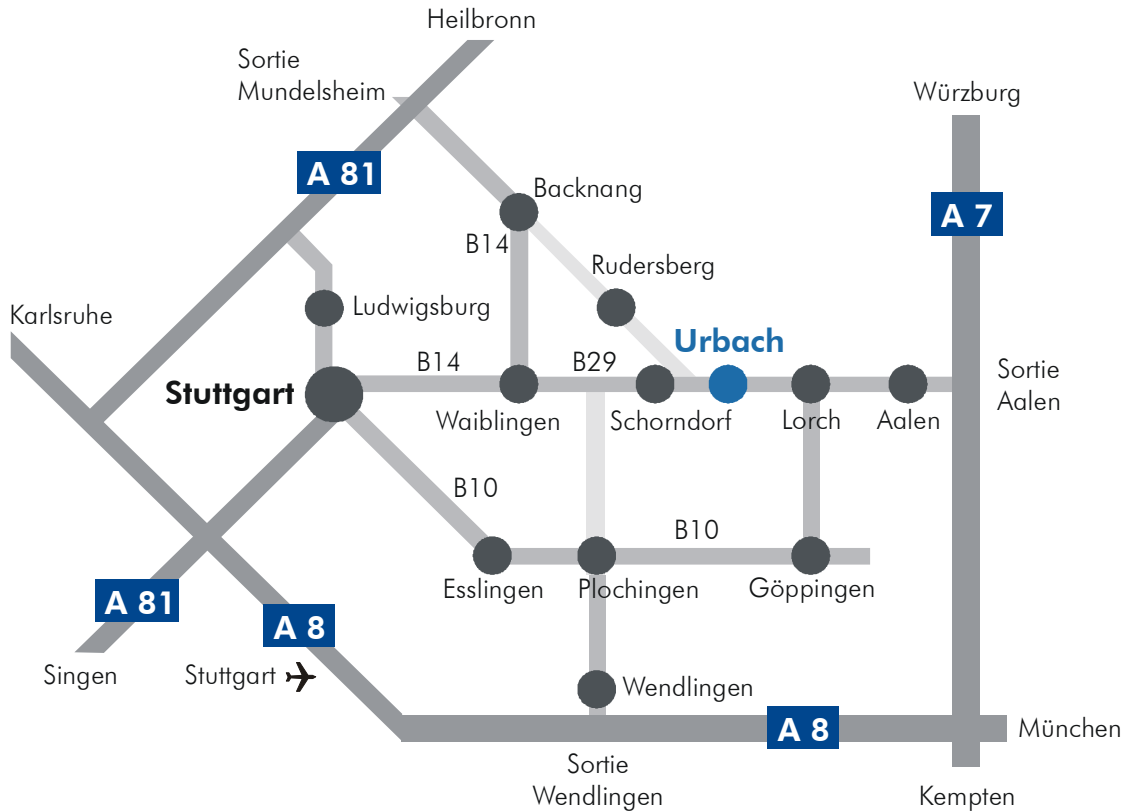 Heilbronn
Sortie
Mundelsheim
Würzburg
A 81
Backnang
A 7
B14
Rudersberg
Ludwigsburg
Karlsruhe
Urbach
B14
B29
Sortie
Aalen
Stuttgart
Waiblingen
Schorndorf
Lorch
Aalen
B10
B10
Esslingen
Plochingen
Göppingen
A 81
A 8
Singen
Stuttgart
Wendlingen
A 8
München
Sortie
Wendlingen
Kempten